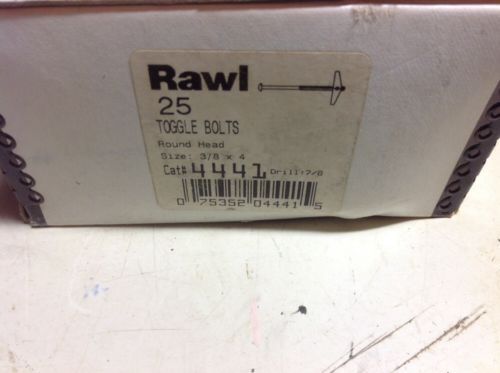 Rawl
25
TOGGLE BOLTS
Round Head
Size: 3/8 x 4
Cat# 4441 Drill:7/8
0 75352 04441 5